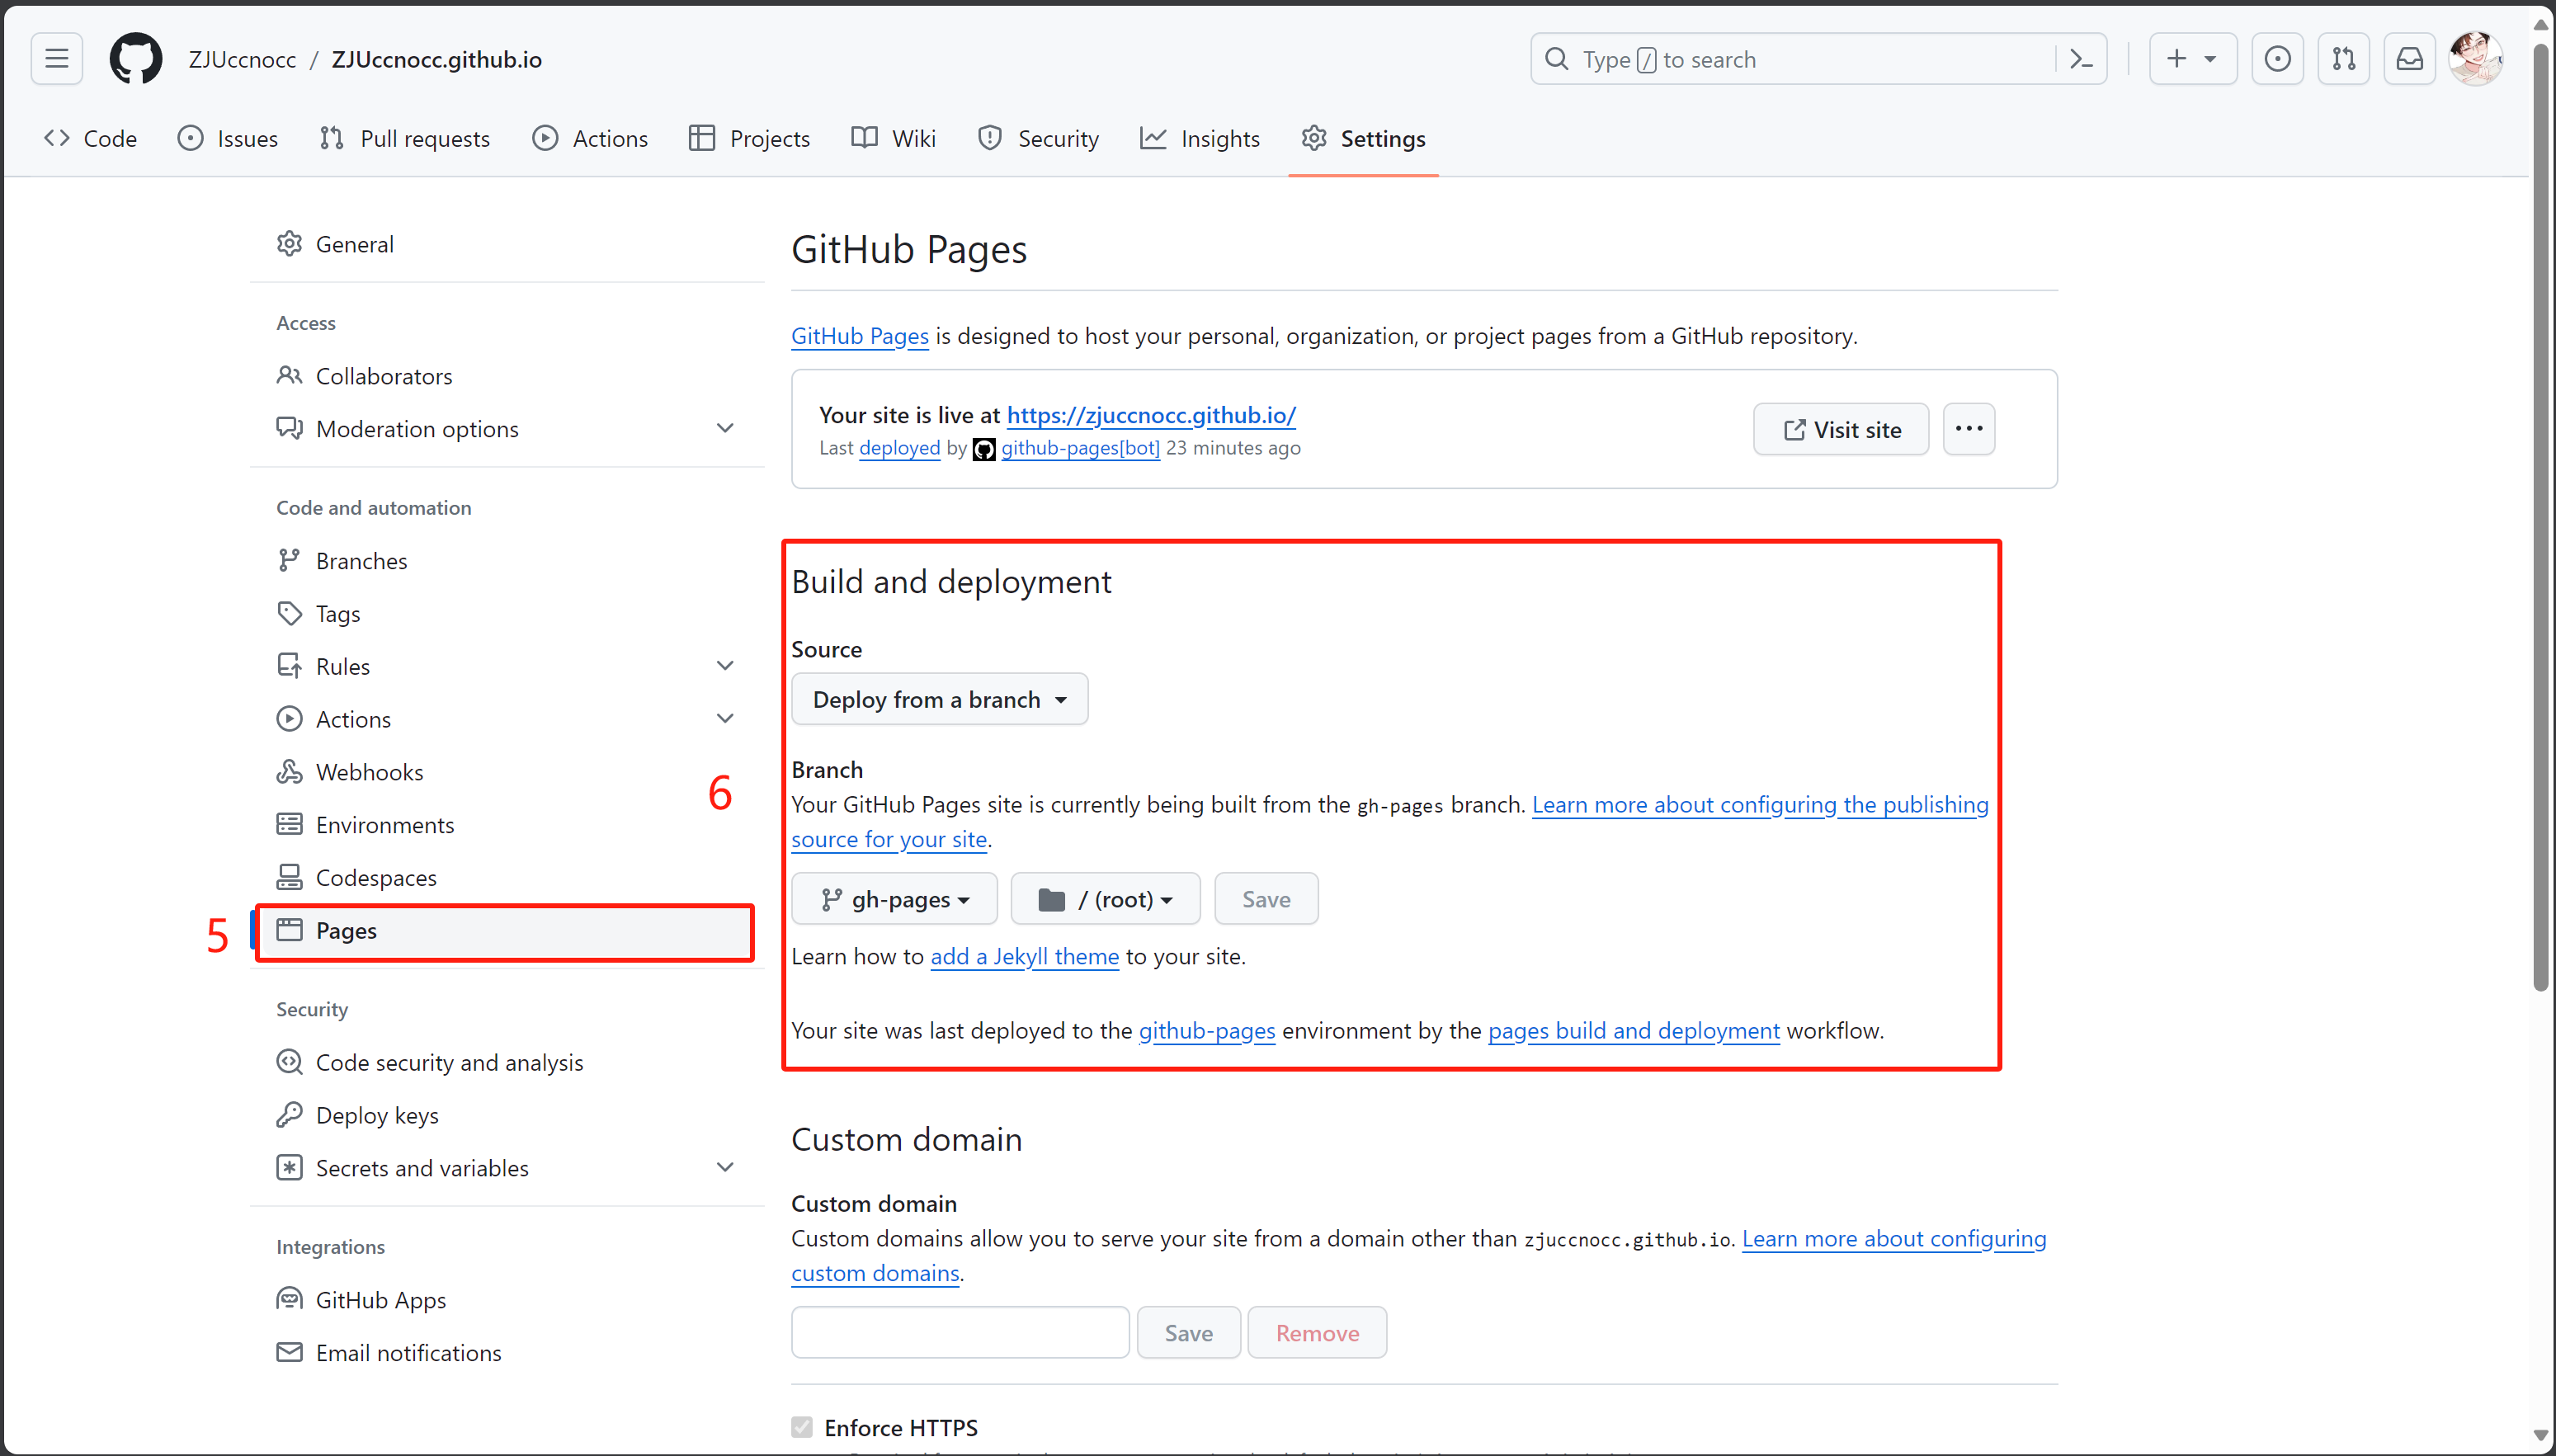 ZJUccnocc / ZJUccnocc.github.io
Type / to search
Code Issues Pull requests Actions Projects Wiki Security Insights Settings
General
Access
Collaborators
Moderation options
Code and automation
Branches
Tags
Rules
Actions
Webhooks
Environments
Codespaces
5
Pages
Security
Code security and analysis
Deploy keys
Secrets and variables
Integrations
GitHub Apps
Email notifications
GitHub Pages
GitHub Pages is designed to host your personal, organization, or project pages from a GitHub repository.
Your site is live at https://zjuccnocc.github.io/
Last deployed by github-pages[bot] 23 minutes ago
Visit site
6
Build and deployment
Source
Deploy from a branch
Branch
Your GitHub Pages site is currently being built from the gh-pages branch. Learn more about configuring the publishing
source for your site.
gh-pages / (root) Save
Learn how to add a Jekyll theme to your site.
Your site was last deployed to the github-pages environment by the pages build and deployment workflow.
Custom domain
Custom domain
Custom domains allow you to serve your site from a domain other than zjuccnocc.github.io. Learn more about configuring
custom domains.
Save Remove
Enforce HTTPS